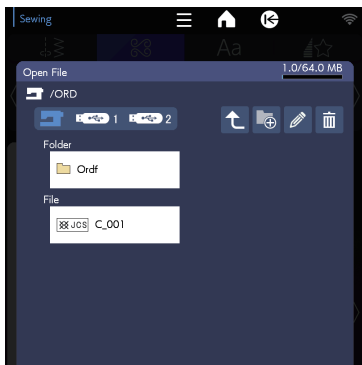 Sewing
Aa
Open File
1.0/64.0 MB
/ORD
1
2
Folder
Ordf
File
JCS C_001